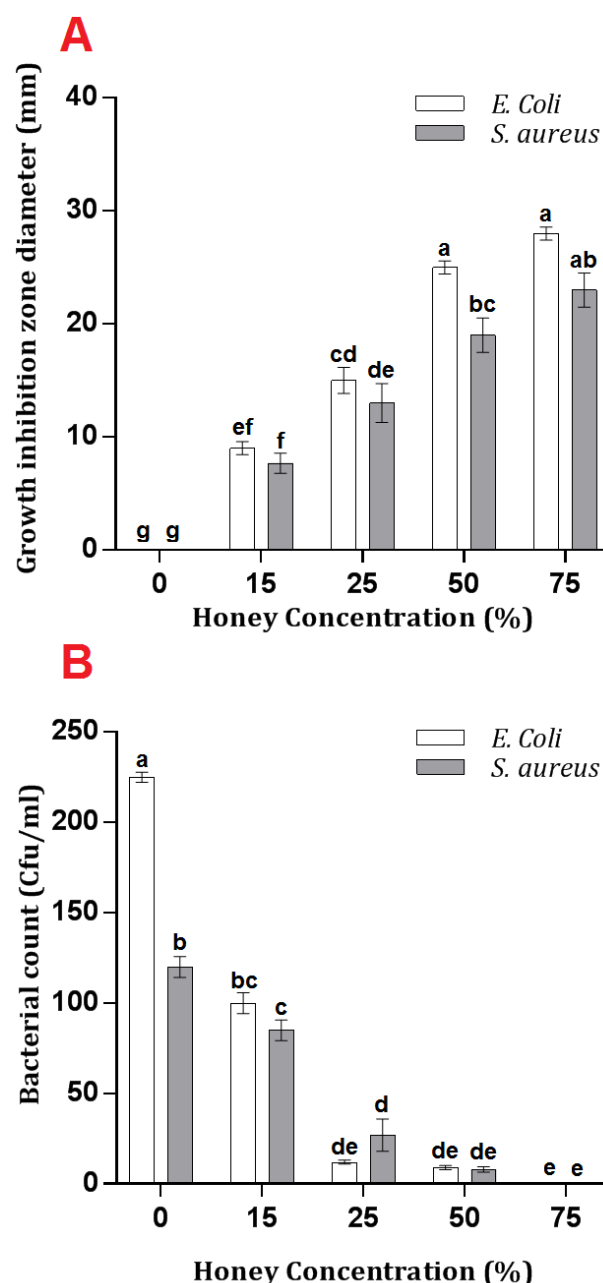 A
Growth inhibition zone diameter (mm)
40
30
20
10
0
E. Coli
S. aureus
g g
ef f
cd de
a bc
a ab
0 15 25 50 75
Honey Concentration (%)
B
Bacterial count (Cfu/ml)
250
200
150
100
50
0
E. Coli
S. aureus
a b
bc c
de d
de de
e e
0 15 25 50 75
Honey Concentration (%)